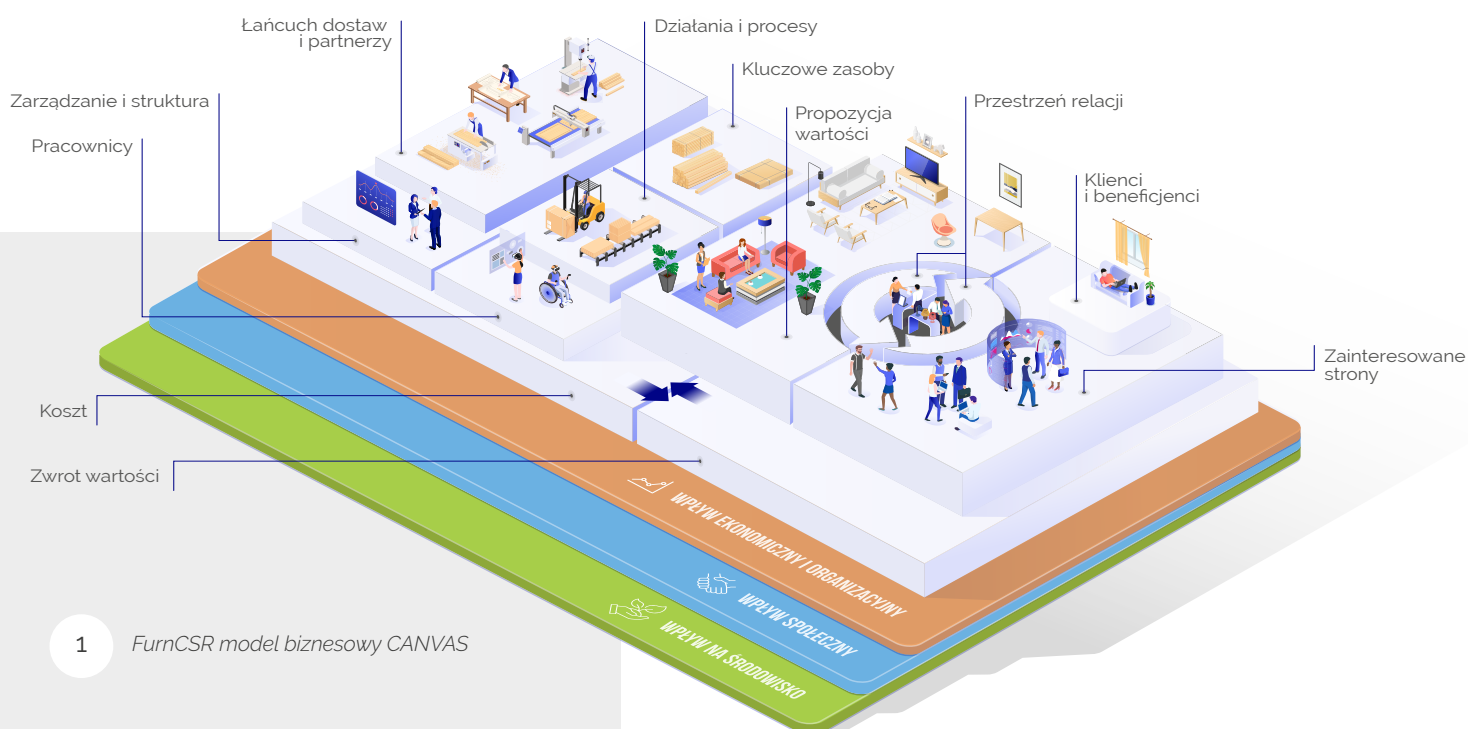 Łańcuch dostaw
i partnerzy
Działania i procesy
Kluczowe zasoby
Zarządzanie i struktura
Propozycja
wartości
Przestrzeń relacji
Pracownicy
Klienci
i beneficjenci
Zainteresowane
strony
Koszt
Zwrot wartości
WPŁYW EKONOMICZNY I ORGANIZACYJNY
WPŁYW SPOŁECZNY
WPŁYW NA ŚRODOWISKO
1
FurnCSR model biznesowy CANVAS